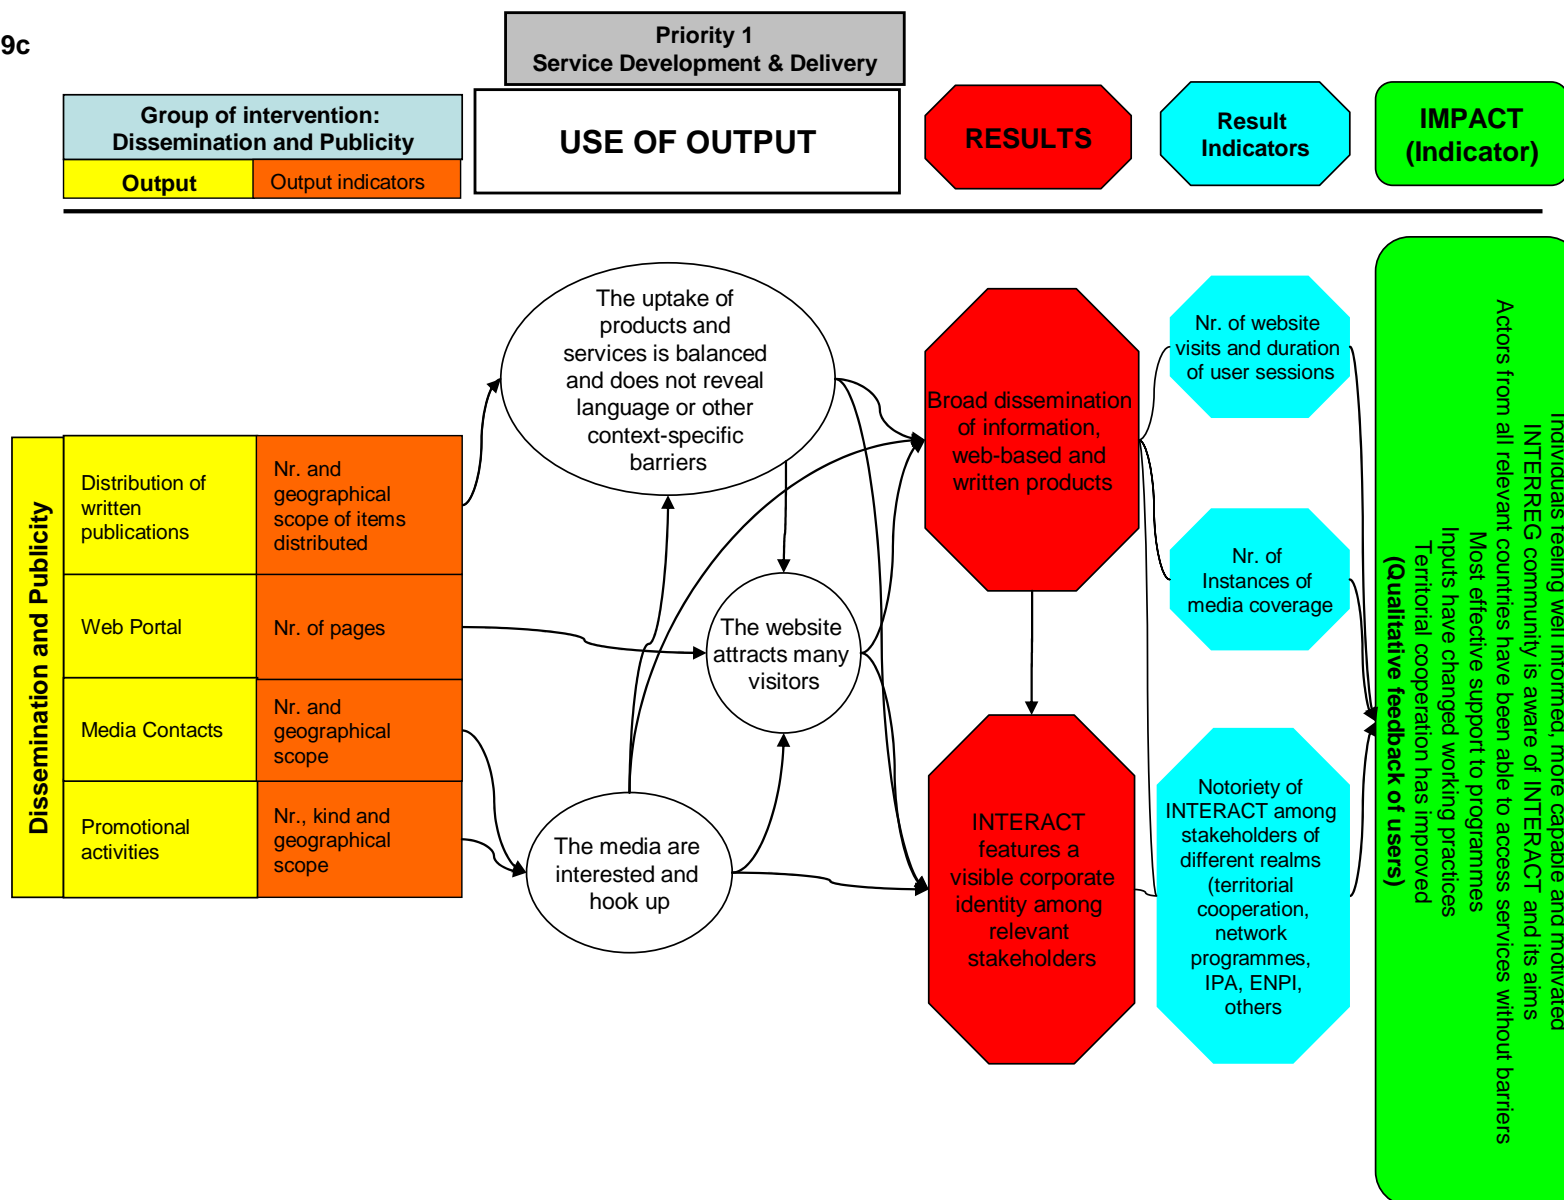 9c
Priority 1
Service Development & Delivery
Group of intervention:
Dissemination and Publicity
Output
Output indicators
USE OF OUTPUT
RESULTS
Result
Indicators
IMPACT
(Indicator)
Dissemination and Publicity
Distribution of
written
publications
Nr. and
geographical
scope of items
distributed
Web Portal
Nr. of pages
Media Contacts
Nr. and
geographical
scope
Promotional
activities
Nr., kind and
geographical
scope
The uptake of
products and
services is balanced
and does not reveal
language or other
context-specific
barriers
The website
attracts many
visitors
The media are
interested and
hook up
Broad dissemination
of information,
web-based and
written products
INTERACT
features a
visible corporate
identity among
relevant
stakeholders
Nr. of website
visits and duration
of user sessions
Nr. of
Instances of
media coverage
Notoriety of
INTERACT among
stakeholders of
different realms
(territorial
cooperation,
network
programmes,
IPA, ENPI,
others
Individuals feeling well informed, more capable and motivated
INTERREG community is aware of INTERACT and its aims
Actors from all relevant countries have been able to access services without barriers
Most effective support to programmes
Inputs have changed working practices
Territorial cooperation has improved
(Qualitative feedback of users)